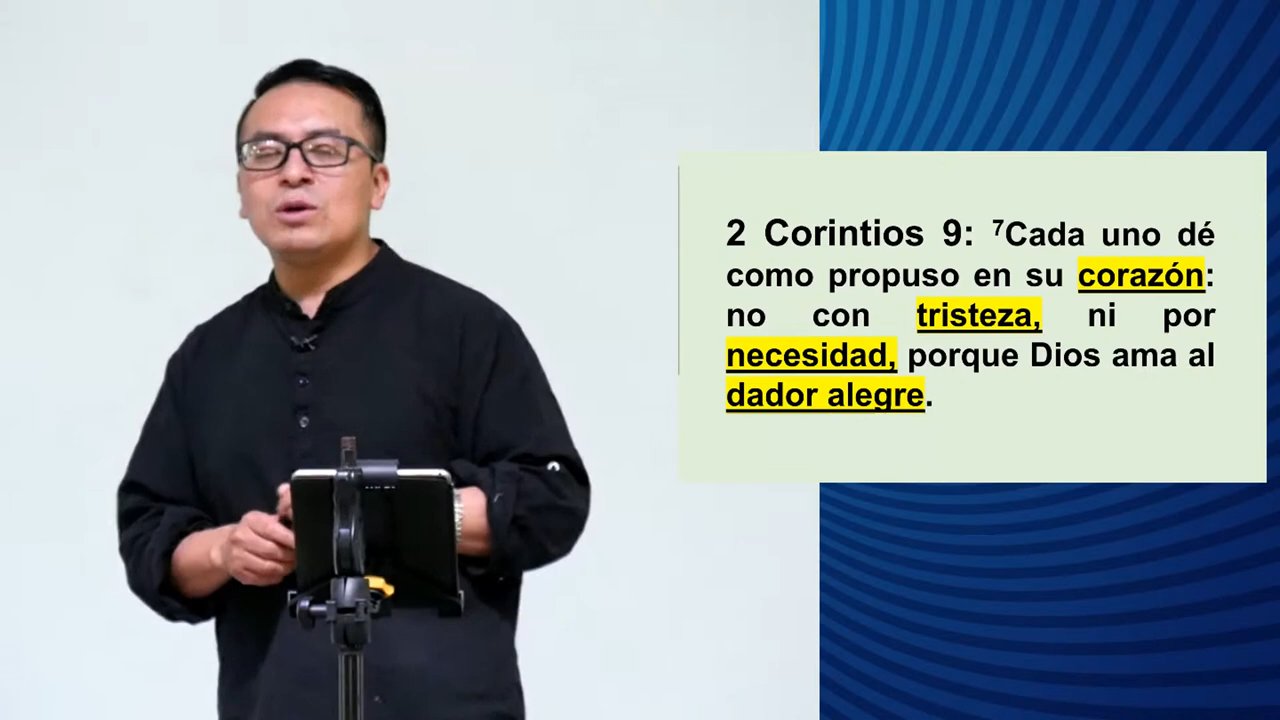 2 Corintios 9: ⁷Cada uno dé
como propuso en su corazón:
no con tristeza, ni por
necesidad, porque Dios ama al
dador alegre.